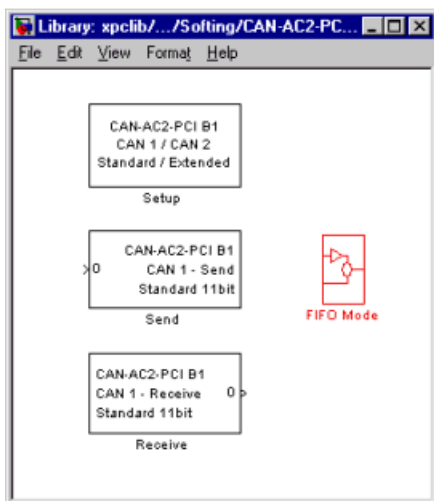 Library: xpclib/.../Softing/CAN-AC2-PC...
File Edit View Format Help
CAN-AC2-PCI B1
CAN 1 / CAN 2
Standard / Extended
Setup
CAN-AC2-PCI B1
0 CAN 1 - Send
Standard 11bit
Send
FIFO Mode
CAN-AC2-PCI B1
CAN 1 - Receive 0
Standard 11bit
Receive